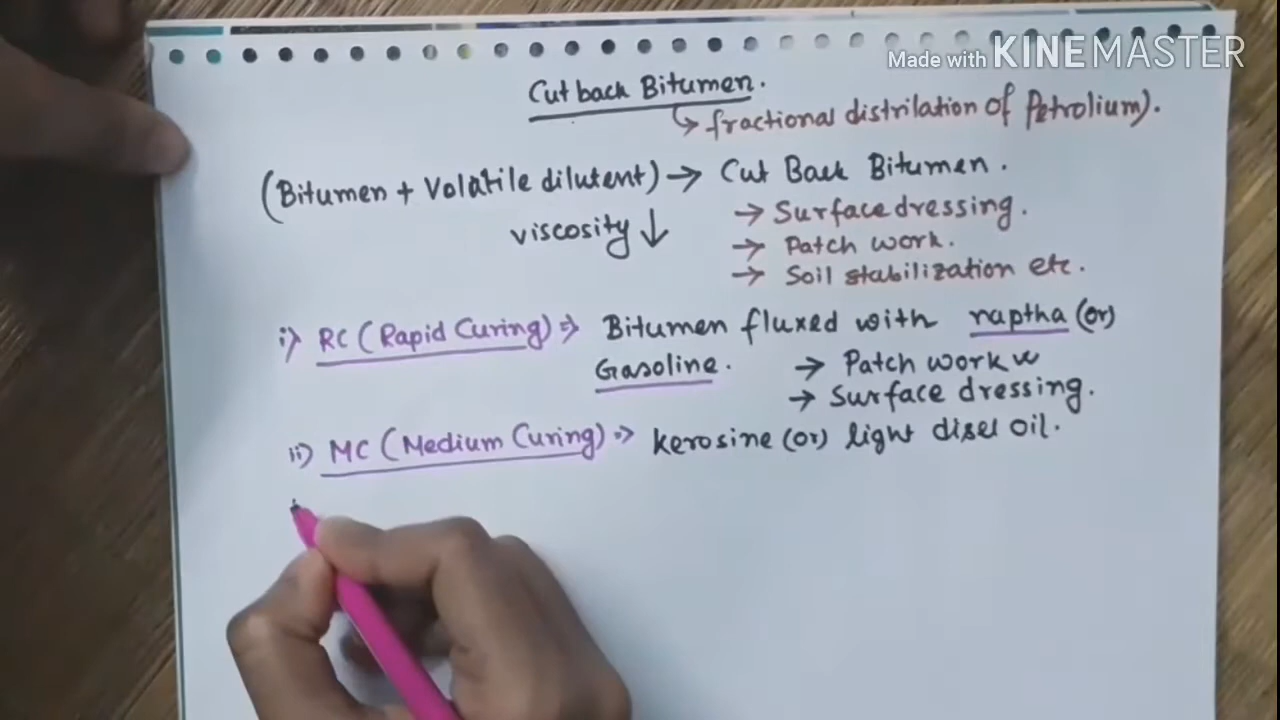 Made with KINEMASTER
Cut back Bitumen.
↳ fractional distrilation of Petrolium).
(Bitumen + Volatile dilutent) → Cut Back Bitumen.
viscosity ↓
→ Surface dressing.
→ Patch work.
→ Soil stabilization etc.
i) RC (Rapid Curing) ⇒ Bitumen fluxed with naptha (or)
Gasoline.
→ Patch work w
→ Surface dressing.
ii) MC (Medium Curing) ⇒ kerosine (or) light disel oil.